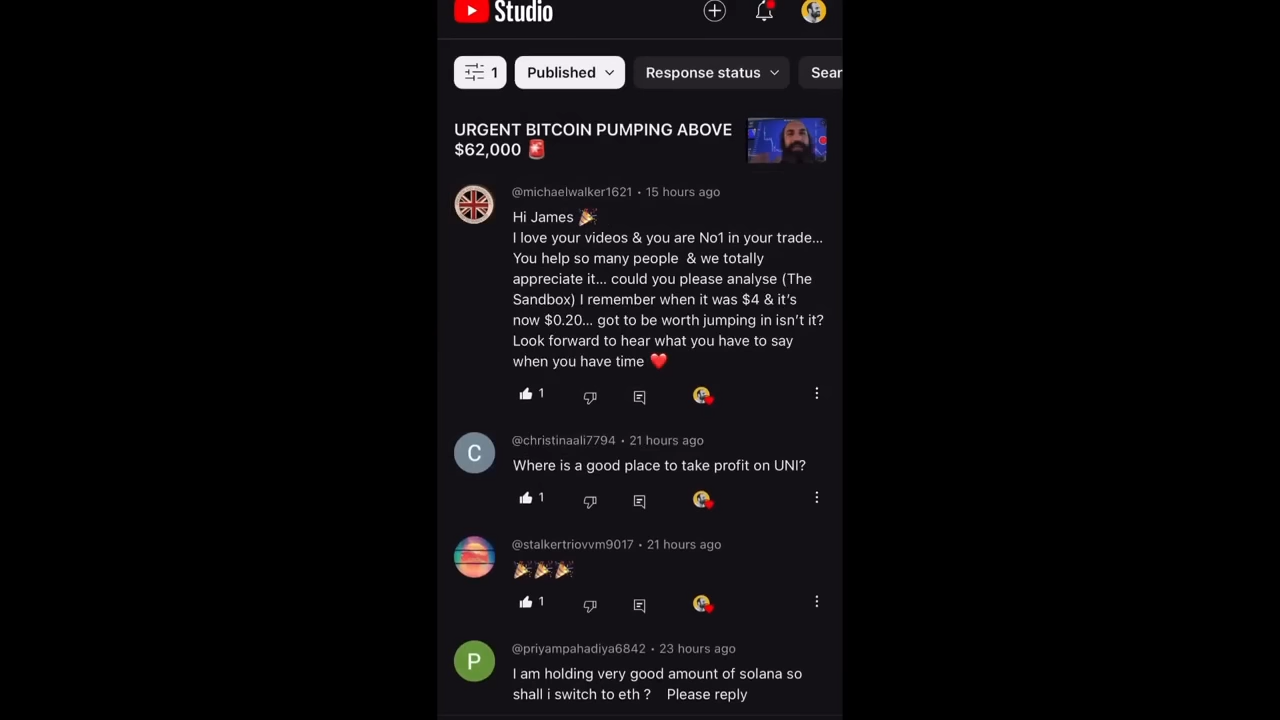 Studio
1 Published Response status Sear
URGENT BITCOIN PUMPING ABOVE
$62,000 🚨
@michaelwalker1621 • 15 hours ago
Hi James 🎉
I love your videos & you are No1 in your trade...
You help so many people & we totally
appreciate it... could you please analyse (The
Sandbox) I remember when it was $4 & it's
now $0.20... got to be worth jumping in isn't it?
Look forward to hear what you have to say
when you have time ❤️
1
@christinaali7794 • 21 hours ago
C
Where is a good place to take profit on UNI?
1
@stalkertriovvm9017 • 21 hours ago
🎉🎉🎉
1
@priyampahadiya6842 • 23 hours ago
P
I am holding very good amount of solana so
shall i switch to eth ? Please reply